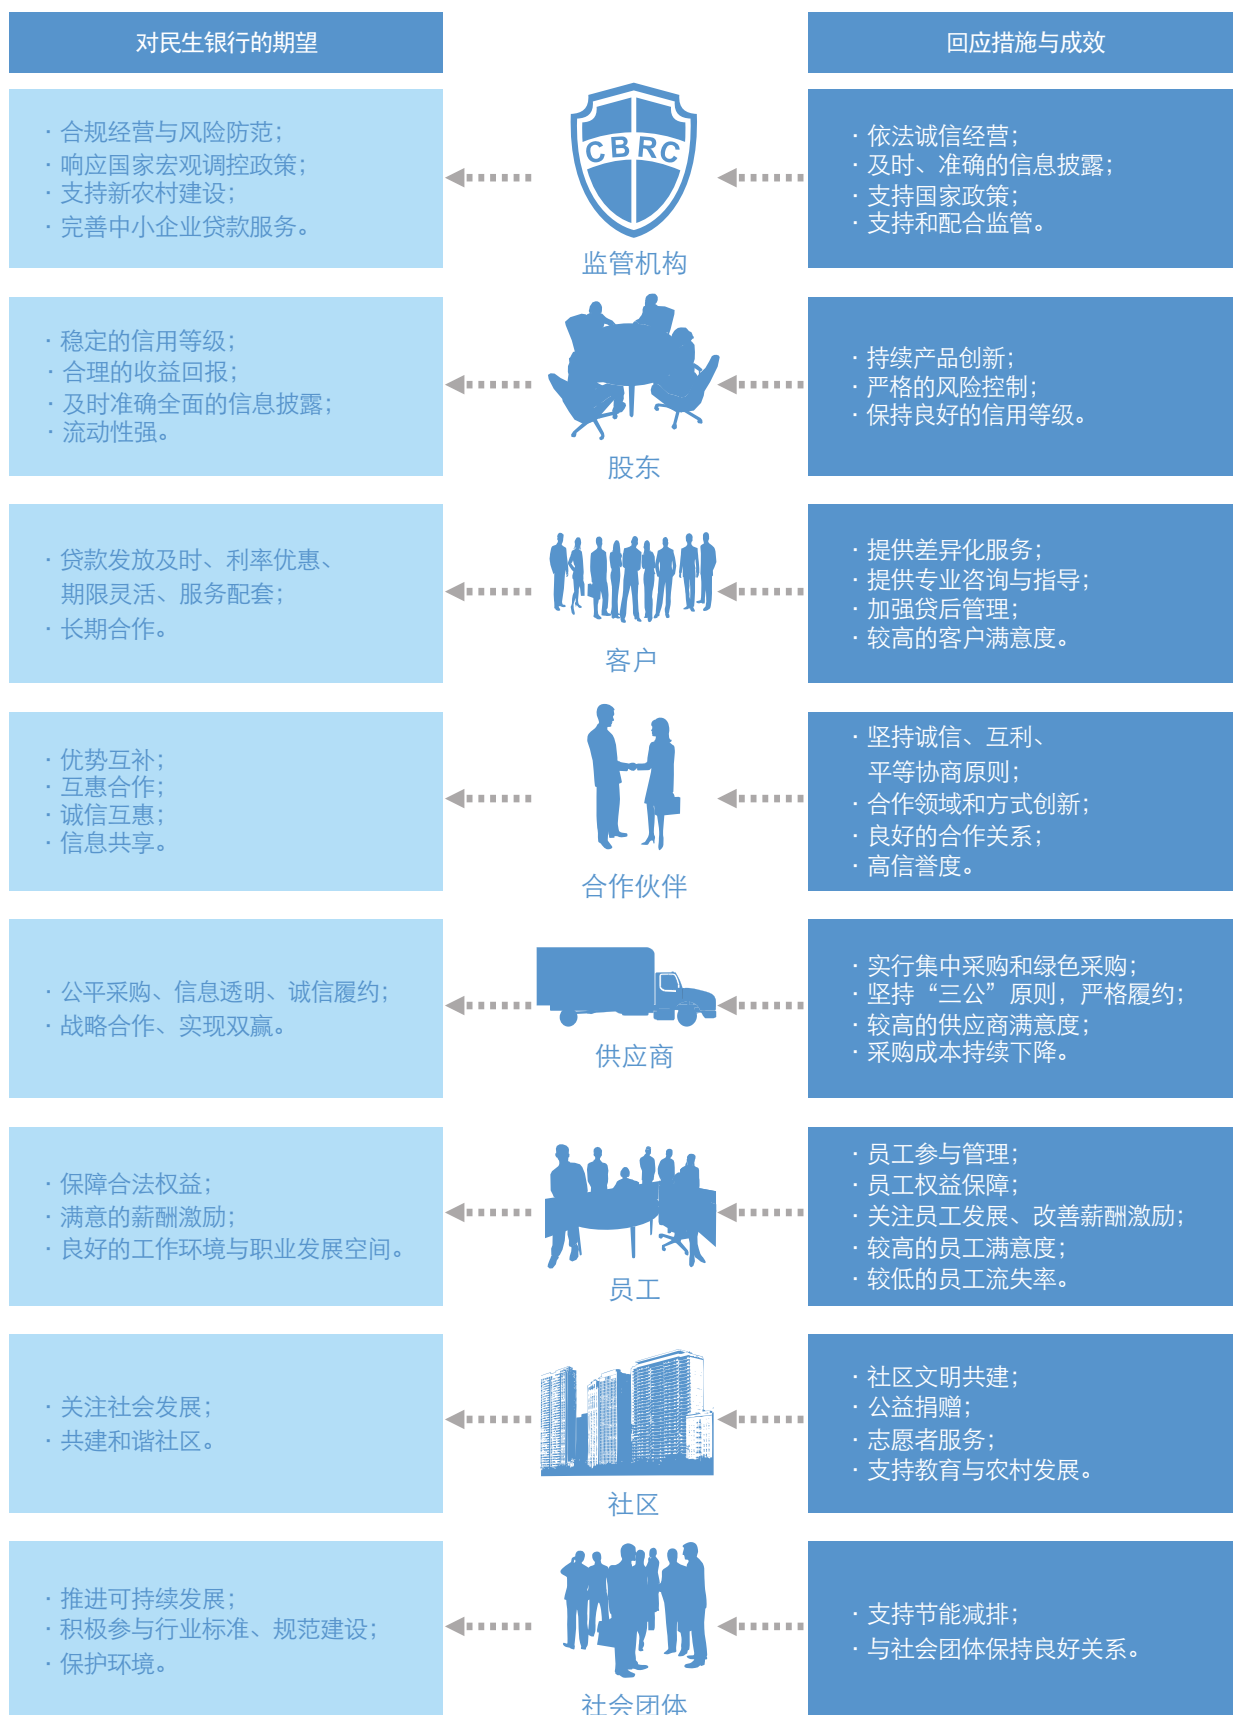 对民生银行的期望
回应措施与成效
· 合规经营与风险防范；
· 响应国家宏观调控政策；
· 支持新农村建设；
· 完善中小企业贷款服务。
CBRC
监管机构
· 依法诚信经营；
· 及时、准确的信息披露；
· 支持国家政策；
· 支持和配合监管。
· 稳定的信用等级；
· 合理的收益回报；
· 及时准确全面的信息披露；
· 流动性强。
股东
· 持续产品创新；
· 严格的风险控制；
· 保持良好的信用等级。
· 贷款发放及时、利率优惠、
期限灵活、服务配套；
· 长期合作。
客户
· 提供差异化服务；
· 提供专业咨询与指导；
· 加强贷后管理；
· 较高的客户满意度。
· 优势互补；
· 互惠合作；
· 诚信互惠；
· 信息共享。
合作伙伴
· 坚持诚信、互利、
平等协商原则；
· 合作领域和方式创新；
· 良好的合作关系；
· 高信誉度。
· 公平采购、信息透明、诚信履约；
· 战略合作、实现双赢。
供应商
· 实行集中采购和绿色采购；
· 坚持“三公”原则，严格履约；
· 较高的供应商满意度；
· 采购成本持续下降。
· 保障合法权益；
· 满意的薪酬激励；
· 良好的工作环境与职业发展空间。
员工
· 员工参与管理；
· 员工权益保障；
· 关注员工发展、改善薪酬激励；
· 较高的员工满意度；
· 较低的员工流失率。
· 关注社会发展；
· 共建和谐社区。
社区
· 社区文明共建；
· 公益捐赠；
· 志愿者服务；
· 支持教育与农村发展。
· 推进可持续发展；
· 积极参与行业标准、规范建设；
· 保护环境。
社会团体
· 支持节能减排；
· 与社会团体保持良好关系。